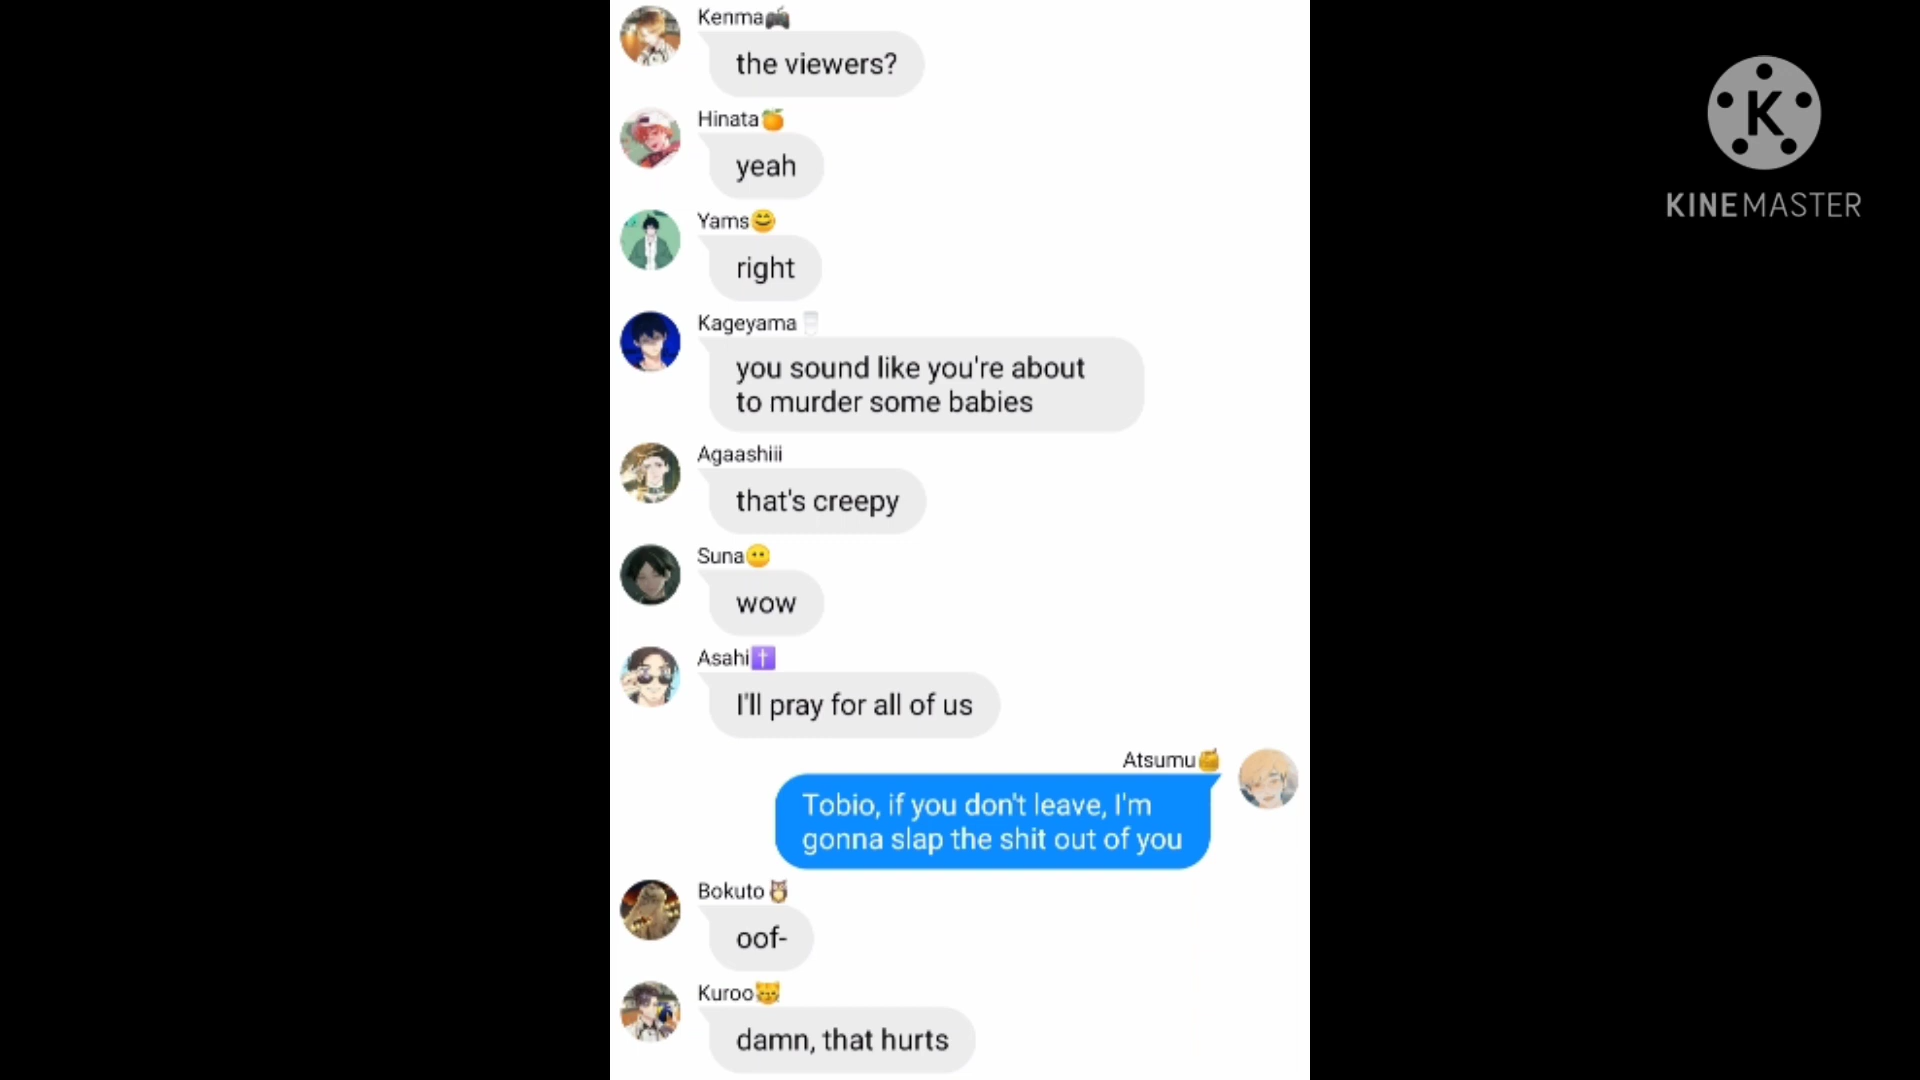 Kenma🎮
the viewers?
K
KINEMASTER
Hinata🍊
yeah
Yams😊
right
Kageyama🥛
you sound like you're about
to murder some babies
Agaashiii
that's creepy
Suna😶
wow
Asahi✝️
I'll pray for all of us
Atsumu🍯
Tobio, if you don't leave, I'm
gonna slap the shit out of you
Bokuto🦉
oof-
Kuroo😽
damn, that hurts